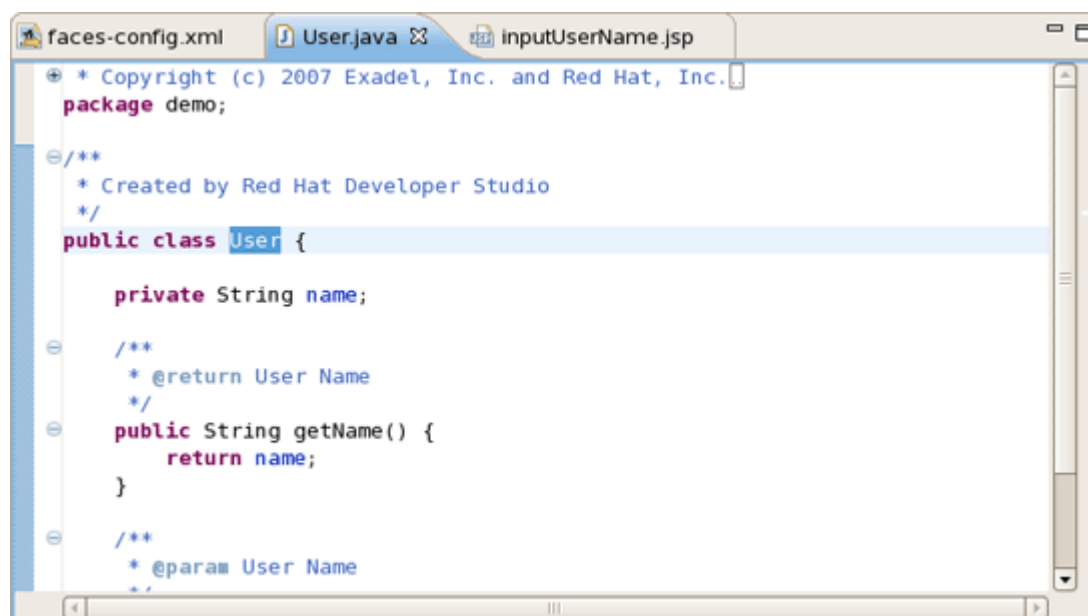 faces-config.xml User.java inputUserName.jsp
* Copyright (c) 2007 Exadel, Inc. and Red Hat, Inc.
package demo;
/**
* Created by Red Hat Developer Studio
*/
public class User {
private String name;
/**
* @return User Name
*/
public String getName() {
return name;
}
/**
* @param User Name